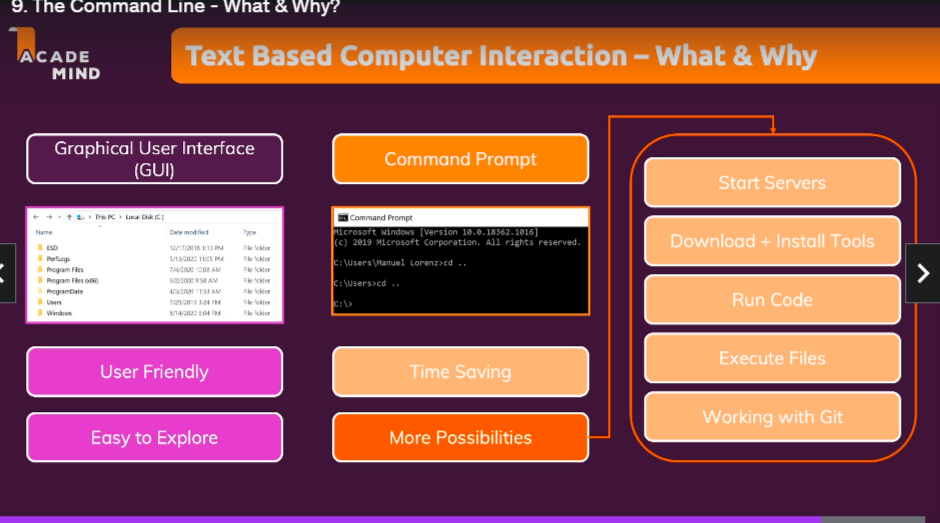 9. The Command Line - What & Why?
ACADE
MIND
Text Based Computer Interaction – What & Why
Graphical User Interface
(GUI)
This PC > Local Disk (C:)
Name Date modified Type
ESD 12/17/2018 1:10 PM File folder
PerfLogs 5/13/2020 11:05 PM File folder
Program Files 7/4/2020 10:08 AM File folder
Program Files (x86) 9/2/2020 9:58 AM File folder
ProgramData 4/3/2020 11:53 AM File folder
Users 7/29/2019 3:24 PM File folder
Windows 8/14/2020 6:04 PM File folder
User Friendly
Easy to Explore
Command Prompt
Command Prompt
Microsoft Windows [Version 10.0.18362.1016]
(c) 2019 Microsoft Corporation. All rights reserved.
C:\Users\Manuel Lorenz>cd ..
C:\Users>cd ..
C:\>
Time Saving
More Possibilities
Start Servers
Download + Install Tools
Run Code
Execute Files
Working with Git